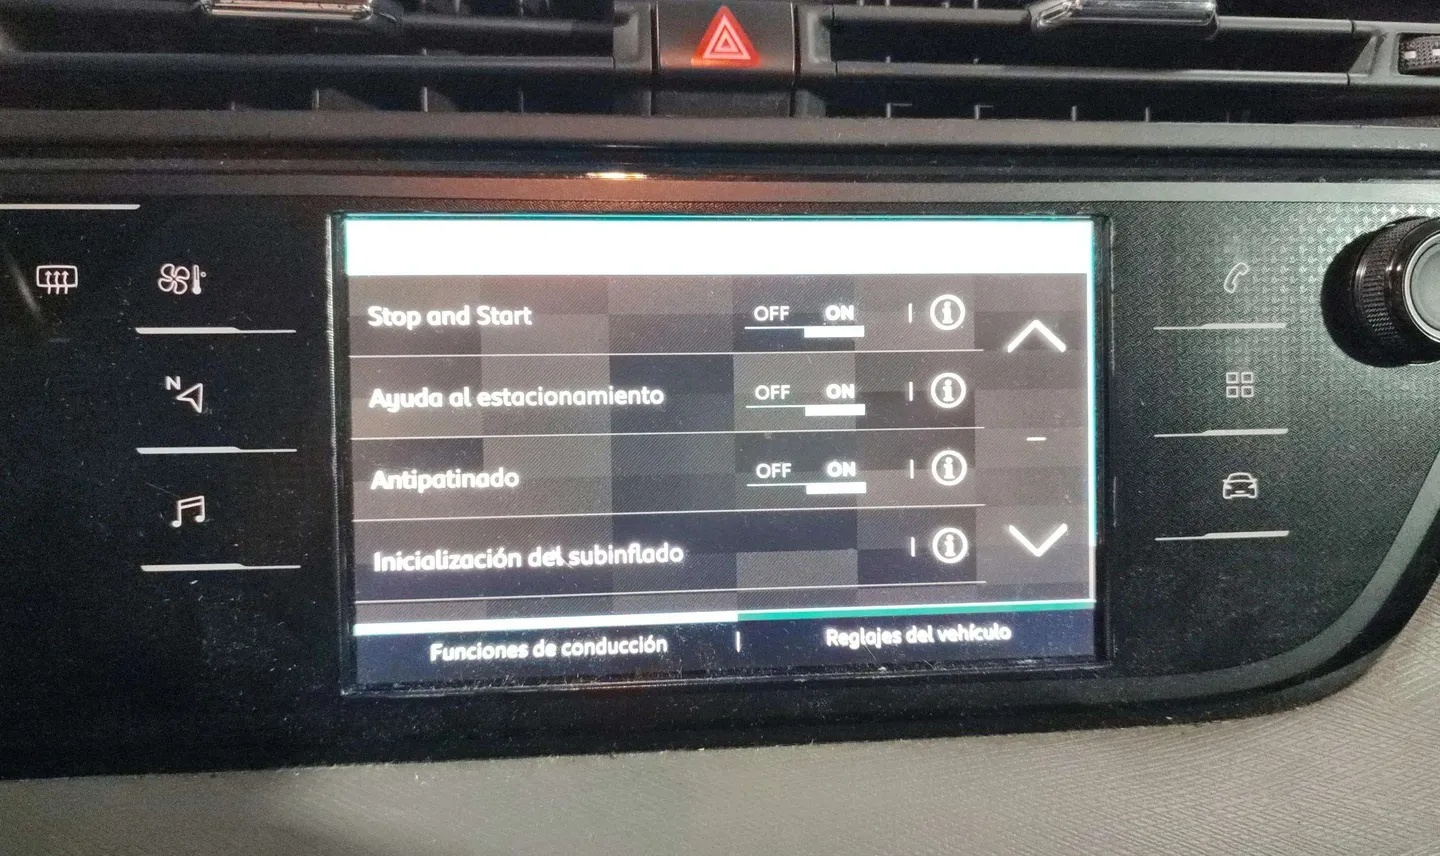 Stop and Start OFF ON
Ayuda al estacionamiento OFF ON
Antipatinado OFF ON
Inicialización del subinflado
Funciones de conducción
Reglajes del vehículo
N